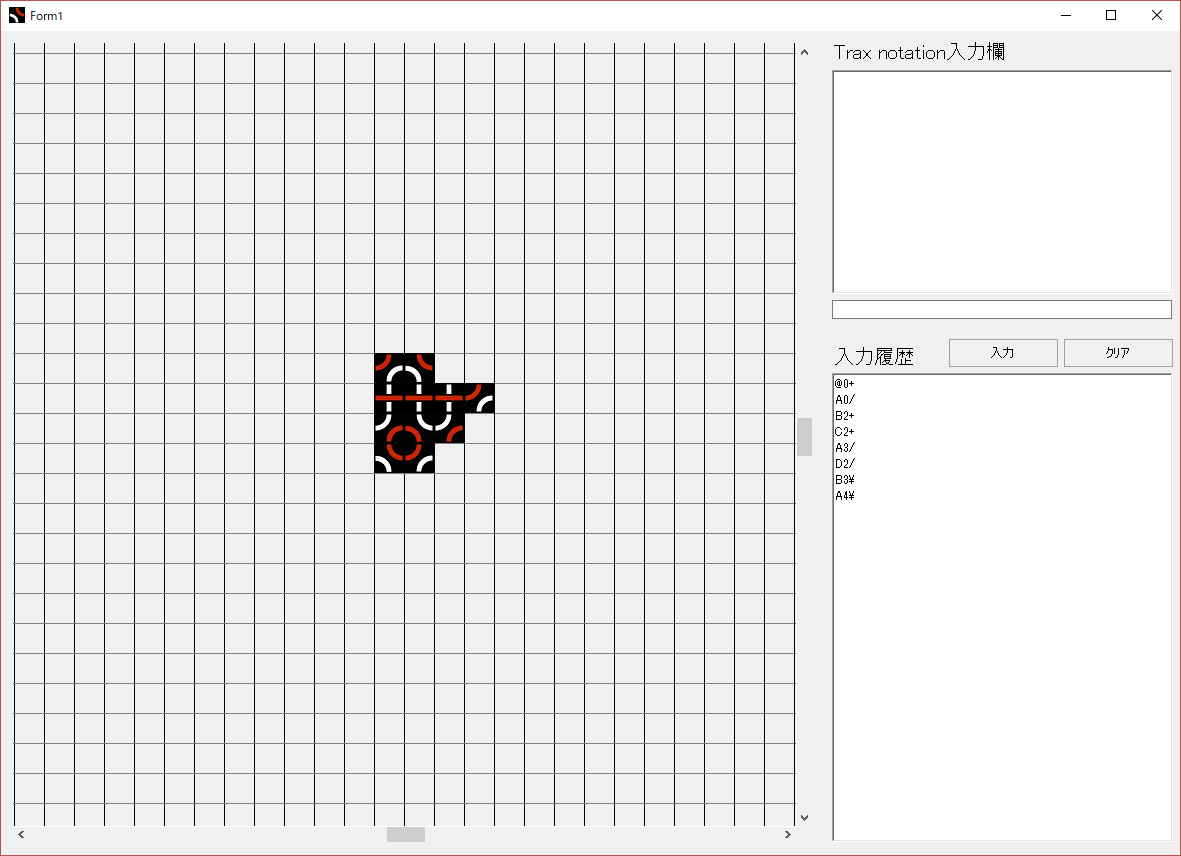 Form1
Trax notation入力欄
入力履歴
入力
クリア
@0+
A0/
B2+
C2+
A3/
D2/
B3¥
A4¥